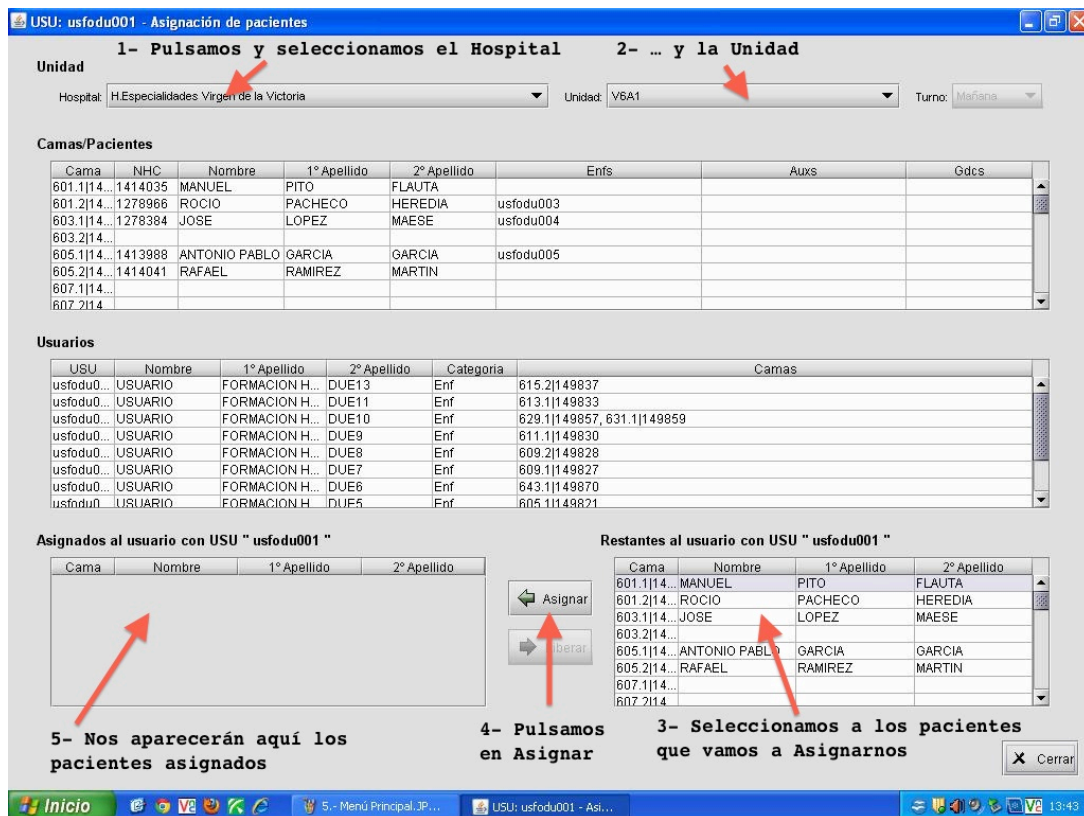 USU: usfodu001 - Asignación de pacientes
1- Pulsamos y seleccionamos el Hospital
2- … y la Unidad
Unidad
Hospital: H.Especialidades Virgen de la Victoria
Unidad: V6A1
Turno: Mañana
Camas/Pacientes
Cama NHC Nombre 1º Apellido 2º Apellido Enfs Auxs Gdcs
601.1|14... 1414035 MANUEL PITO FLAUTA
601.2|14... 1278966 ROCIO PACHECO HEREDIA usfodu003
603.1|14... 1278384 JOSE LOPEZ MAESE usfodu004
603.2|14...
605.1|14... 1413988 ANTONIO PABLO GARCIA GARCIA usfodu005
605.2|14... 1414041 RAFAEL RAMIREZ MARTIN
607.1|14...
607.2|14
Usuarios
USU Nombre 1º Apellido 2º Apellido Categoria Camas
usfodu0... USUARIO FORMACION H... DUE13 Enf 615.2|149837
usfodu0... USUARIO FORMACION H... DUE11 Enf 613.1|149833
usfodu0... USUARIO FORMACION H... DUE10 Enf 629.1|149857, 631.1|149859
usfodu0... USUARIO FORMACION H... DUE9 Enf 611.1|149830
usfodu0... USUARIO FORMACION H... DUE8 Enf 609.2|149828
usfodu0... USUARIO FORMACION H... DUE7 Enf 609.1|149827
usfodu0... USUARIO FORMACION H... DUE6 Enf 643.1|149870
usfodu0 USUARIO FORMACION H DUE5 Enf 605.1|149821
Asignados al usuario con USU " usfodu001 "
Cama Nombre 1º Apellido 2º Apellido
Asignar
Liberar
Restantes al usuario con USU " usfodu001 "
Cama Nombre 1º Apellido 2º Apellido
601.1|14... MANUEL PITO FLAUTA
601.2|14... ROCIO PACHECO HEREDIA
603.1|14... JOSE LOPEZ MAESE
603.2|14...
605.1|14... ANTONIO PABLO GARCIA GARCIA
605.2|14... RAFAEL RAMIREZ MARTIN
607.1|14...
607.2|14
5- Nos aparecerán aquí los
pacientes asignados
4- Pulsamos
en Asignar
3- Seleccionamos a los pacientes
que vamos a Asignarnos
X Cerrar
Inicio
5.- Menú Principal.JP...
USU: usfodu001 - Asi...
13:43